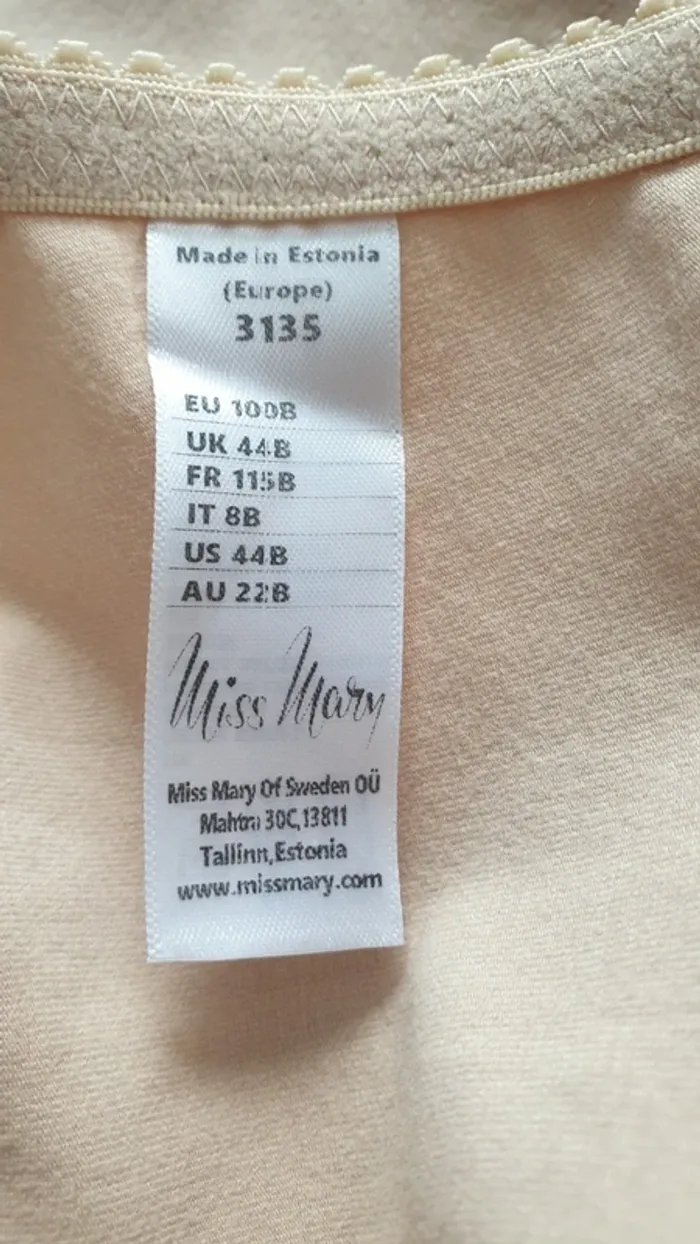 Made in Estonia
(Europe)
3135
EU 100B
UK 44B
FR 115B
IT 8B
US 44B
AU 22B
Miss Mary
Miss Mary Of Sweden OÜ
Mahtra 30C,13811
Tallinn,Estonia
www.missmary.com